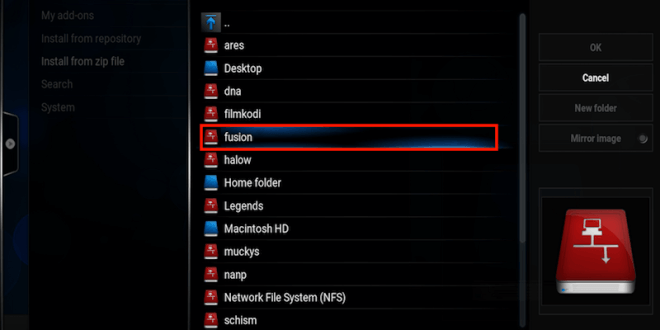 My add-ons
Install from repository
Install from zip file
Search
System
..
ares
Desktop
dna
filmkodi
fusion
halow
Home folder
Legends
Macintosh HD
muckys
nanp
Network File System (NFS)
schism
OK
Cancel
New folder
Mirror image